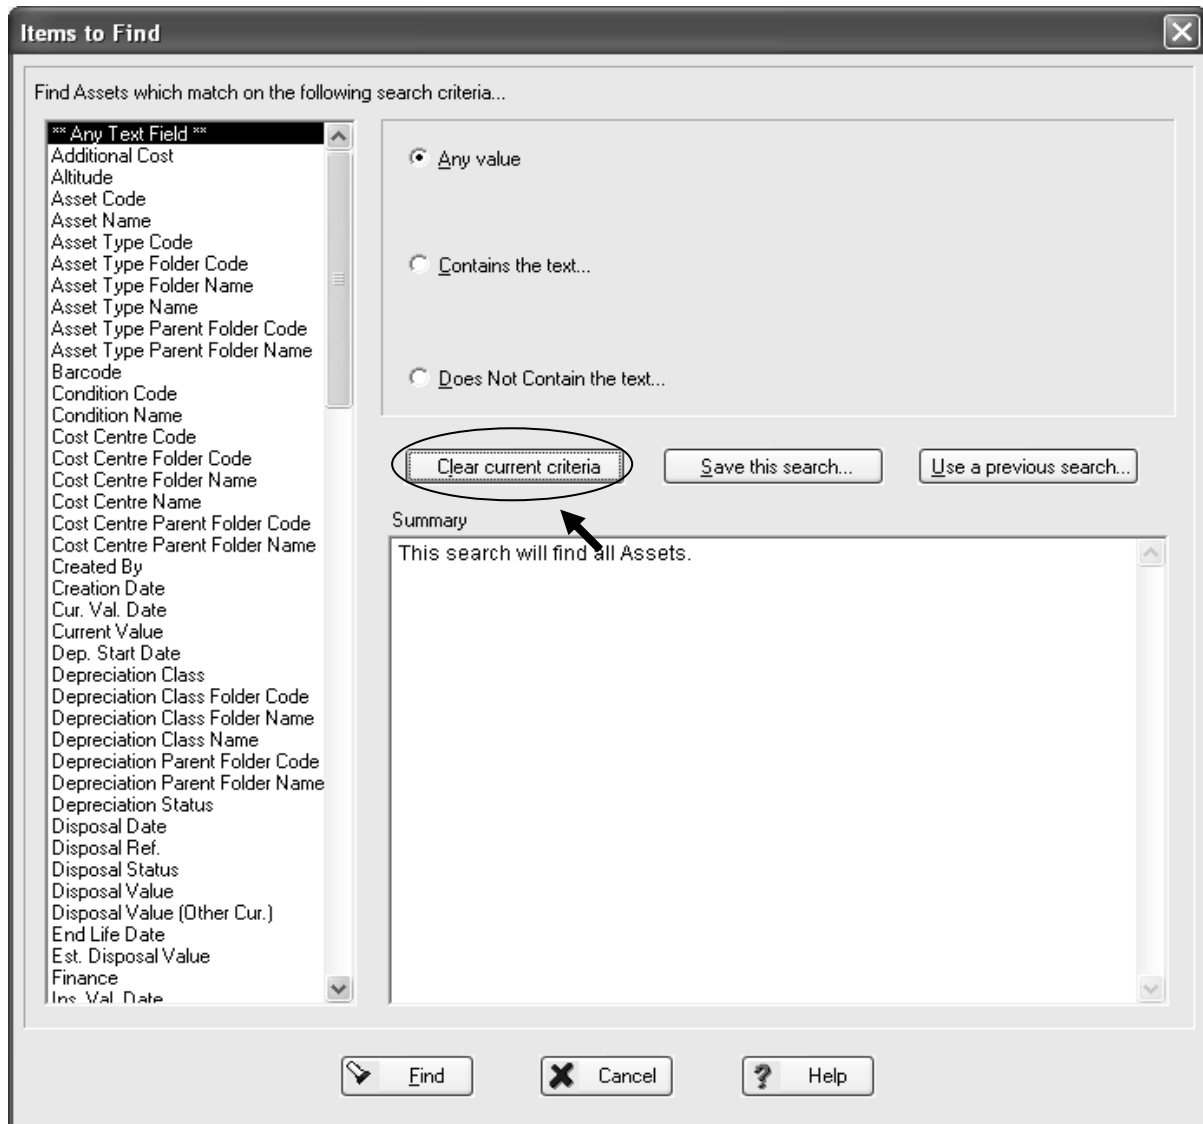 Items to Find
Find Assets which match on the following search criteria...
** Any Text Field **
Additional Cost
Altitude
Asset Code
Asset Name
Asset Type Code
Asset Type Folder Code
Asset Type Folder Name
Asset Type Name
Asset Type Parent Folder Code
Asset Type Parent Folder Name
Barcode
Condition Code
Condition Name
Cost Centre Code
Cost Centre Folder Code
Cost Centre Folder Name
Cost Centre Name
Cost Centre Parent Folder Code
Cost Centre Parent Folder Name
Created By
Creation Date
Cur. Val. Date
Current Value
Dep. Start Date
Depreciation Class
Depreciation Class Folder Code
Depreciation Class Folder Name
Depreciation Class Name
Depreciation Parent Folder Code
Depreciation Parent Folder Name
Depreciation Status
Disposal Date
Disposal Ref.
Disposal Status
Disposal Value
Disposal Value (Other Cur.)
End Life Date
Est. Disposal Value
Finance
Ins. Val. Date
Any value
Contains the text...
Does Not Contain the text...
Clear current criteria
Save this search...
Use a previous search...
Summary
This search will find all Assets.
Find
Cancel
Help